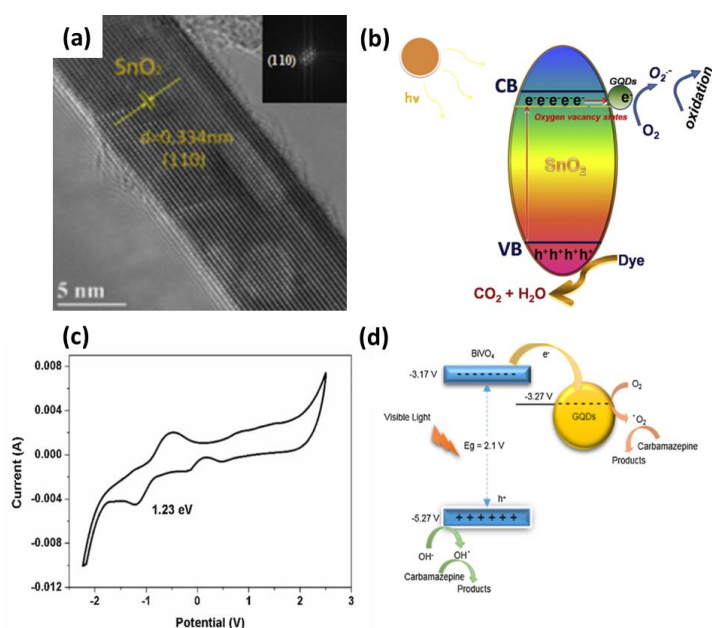 (a)
SnO2
(110)
d=0.334nm
(110)
5 nm
(b)
hν
CB
e-e-e-e-e-
GQDs
e-
O2·-
O2
oxidation
Oxygen vacancy states
SnO2
VB
h+h+h+h+
Dye
CO2 + H2O
(c)
0.008
0.004
0.000
-0.004
-0.008
-0.012
Current (A)
1.23 eV
-2
-1
0
1
2
3
Potential (V)
(d)
BiVO4
e-
-3.17 V
-3.27 V
GQDs
O2
Visible Light
Eg = 2.1 V
Carbamazepine
Products
h+
-5.27 V
+ + + + + +
Carbamazepine
Products